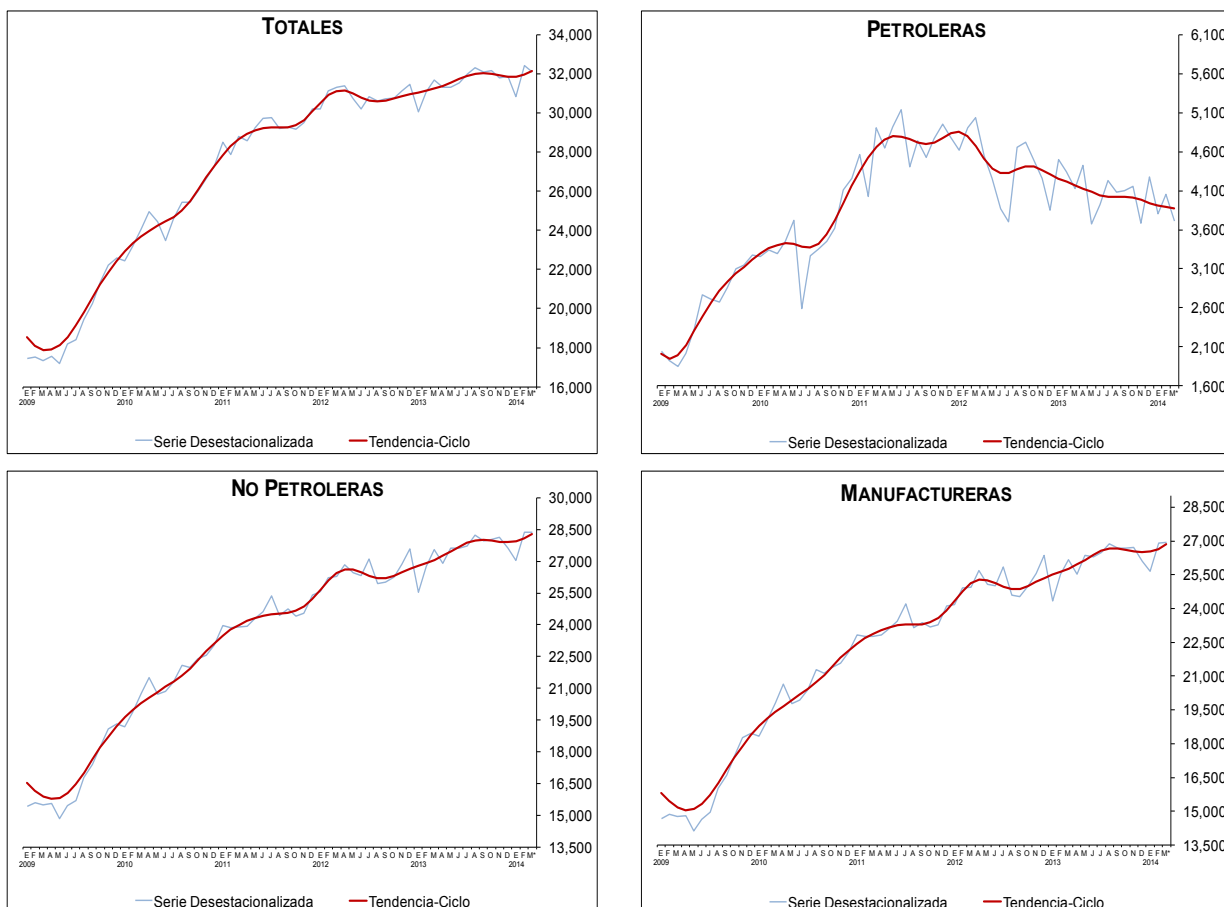 TOTALES
34,000
32,000
30,000
28,000
26,000
24,000
22,000
20,000
18,000
16,000
E F M A M J J A S O N D E F M A M J J A S O N D E F M A M J J A S O N D E F M A M J J A S O N D E F M A M J J A S O N D E F M*
2009 2010 2011 2012 2013 2014
Serie Desestacionalizada Tendencia-Ciclo
PETROLERAS
6,100
5,600
5,100
4,600
4,100
3,600
3,100
2,600
2,100
1,600
E F M A M J J A S O N D E F M A M J J A S O N D E F M A M J J A S O N D E F M A M J J A S O N D E F M A M J J A S O N D E F M*
2009 2010 2011 2012 2013 2014
Serie Desestacionalizada Tendencia-Ciclo
NO PETROLERAS
30,000
28,500
27,000
25,500
24,000
22,500
21,000
19,500
18,000
16,500
15,000
13,500
E F M A M J J A S O N D E F M A M J J A S O N D E F M A M J J A S O N D E F M A M J J A S O N D E F M A M J J A S O N D E F M*
2009 2010 2011 2012 2013 2014
Serie Desestacionalizada Tendencia-Ciclo
MANUFACTURERAS
28,500
27,000
25,500
24,000
22,500
21,000
19,500
18,000
16,500
15,000
13,500
E F M A M J J A S O N D E F M A M J J A S O N D E F M A M J J A S O N D E F M A M J J A S O N D E F M A M J J A S O N D E F M*
2009 2010 2011 2012 2013 2014
Serie Desestacionalizada Tendencia-Ciclo